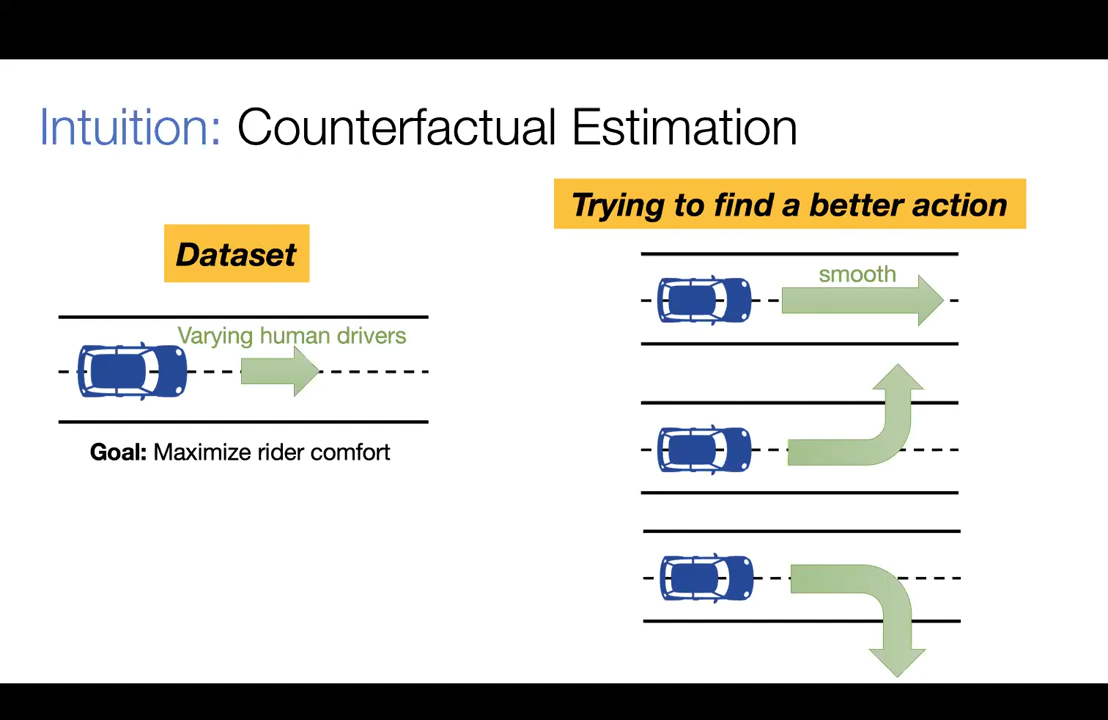 Intuition: Counterfactual Estimation
Dataset
Varying human drivers
Goal: Maximize rider comfort
Trying to find a better action
smooth